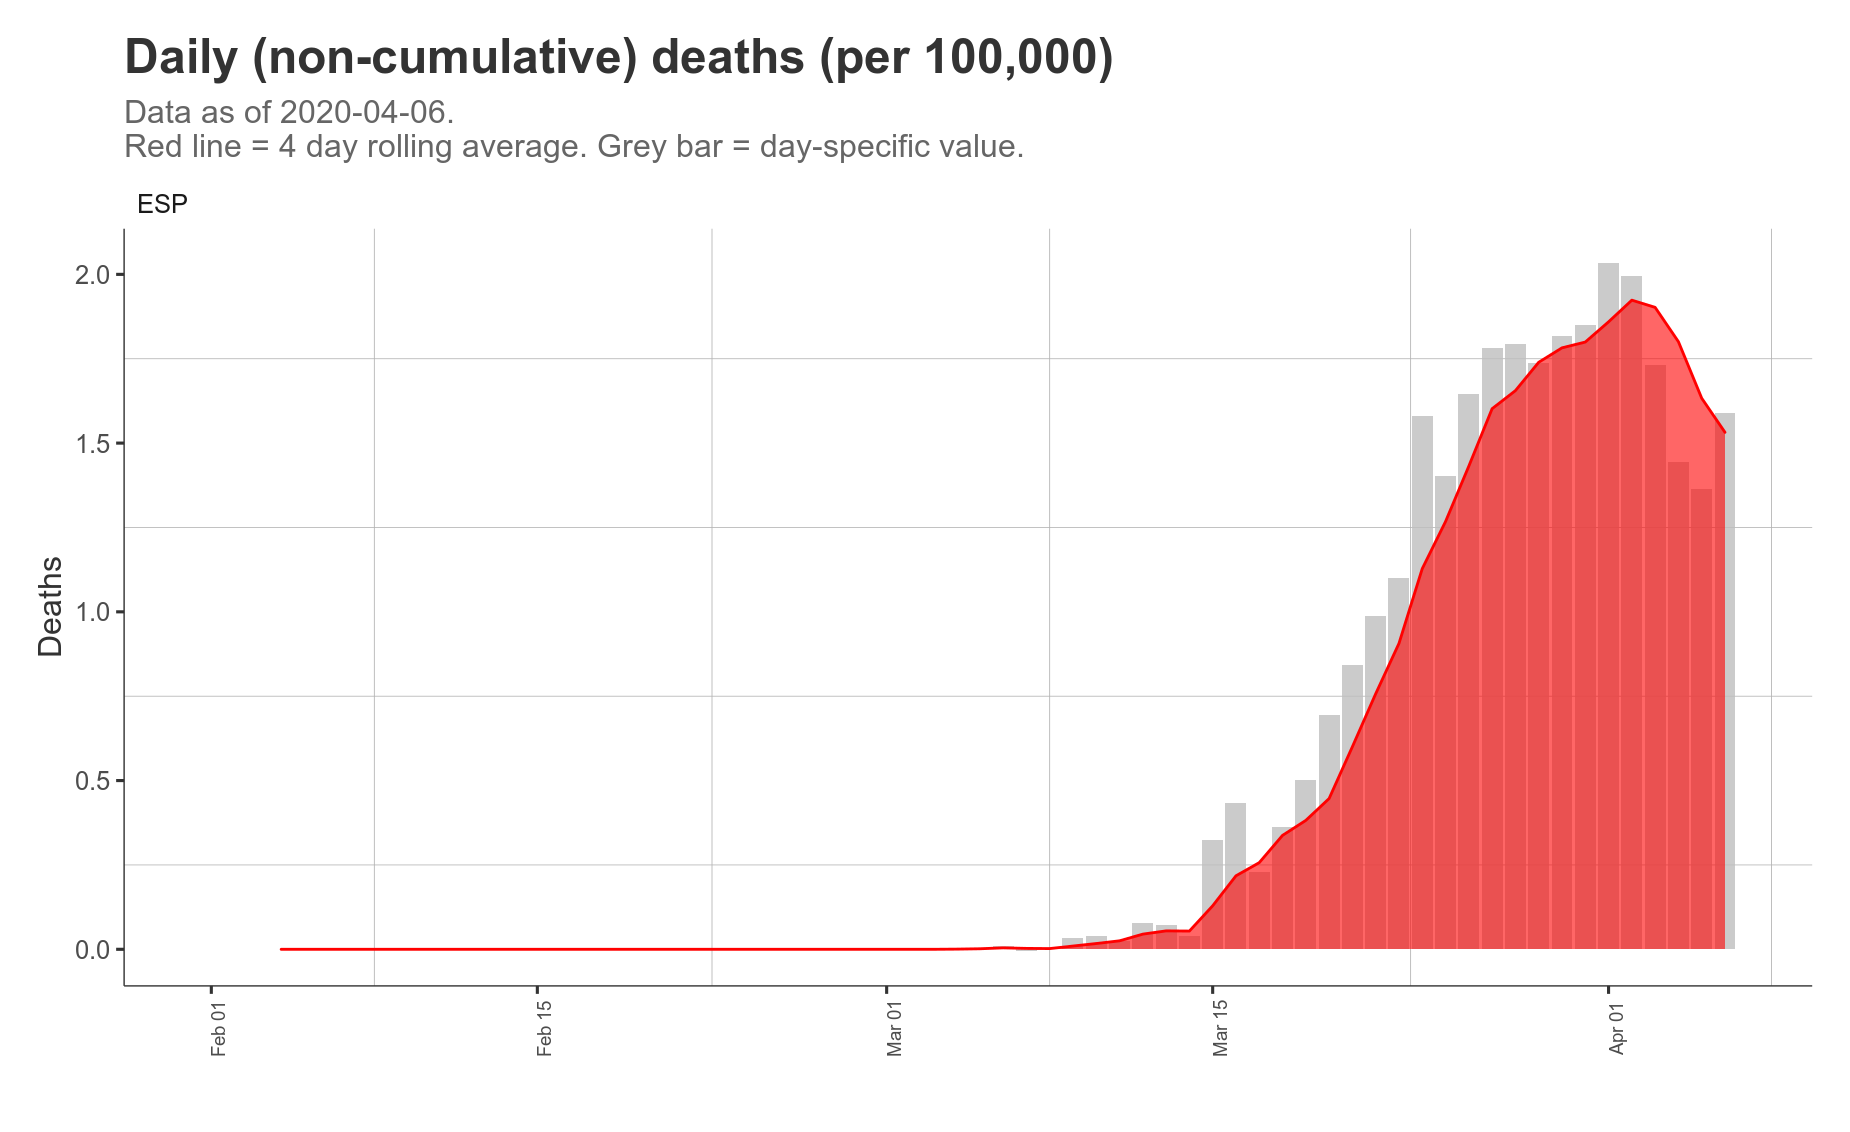 Daily (non-cumulative) deaths (per 100,000)
Data as of 2020-04-06.
Red line = 4 day rolling average. Grey bar = day-specific value.
ESP
2.0
1.5
1.0
0.5
0.0
Deaths
Feb 01
Feb 15
Mar 01
Mar 15
Apr 01